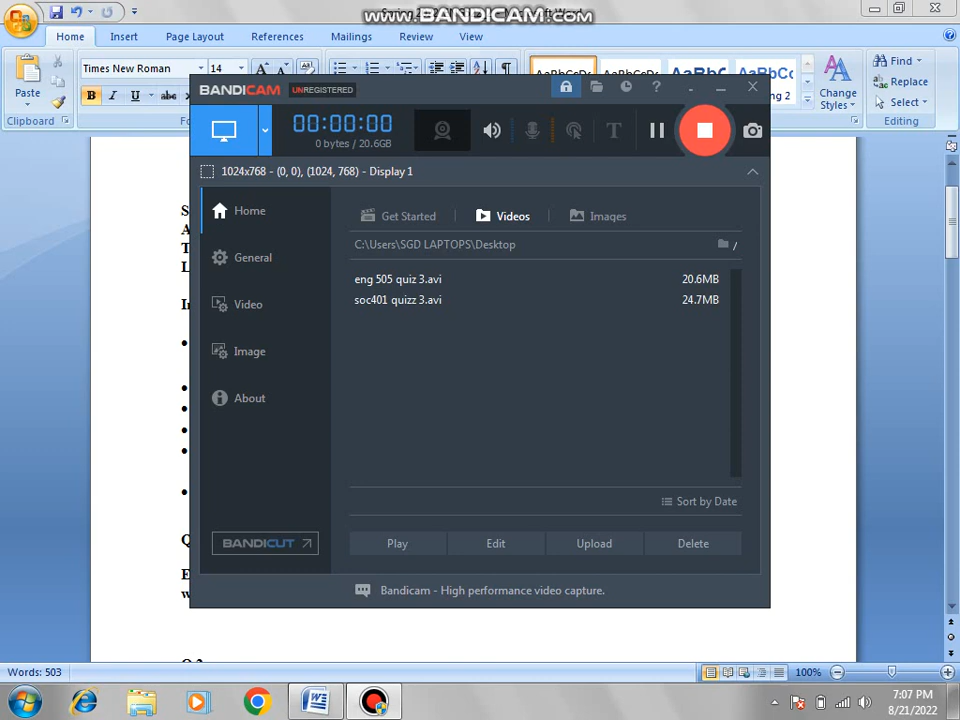 www.BANDICAM.com
Home
Insert
Page Layout
References
Mailings
Review
View
Times New Roman
14
B
I
U
abc
Paste
Clipboard
AaBbC
Find
Replace
Select
Change
Styles
Editing
BANDICAM
UNREGISTERED
?
00:00:00
0 bytes / 20.6GB
T
1024x768 - (0, 0), (1024, 768) - Display 1
Home
General
Video
Image
About
BANDICUT
Get Started
Videos
Images
C:\Users\SGD LAPTOPS\Desktop
/
eng 505 quiz 3.avi
20.6MB
soc401 quizz 3.avi
24.7MB
Sort by Date
Play
Edit
Upload
Delete
Bandicam - High performance video capture.
S
A
T
L
Q
E
w
Words: 503
100%
7:07 PM
8/21/2022